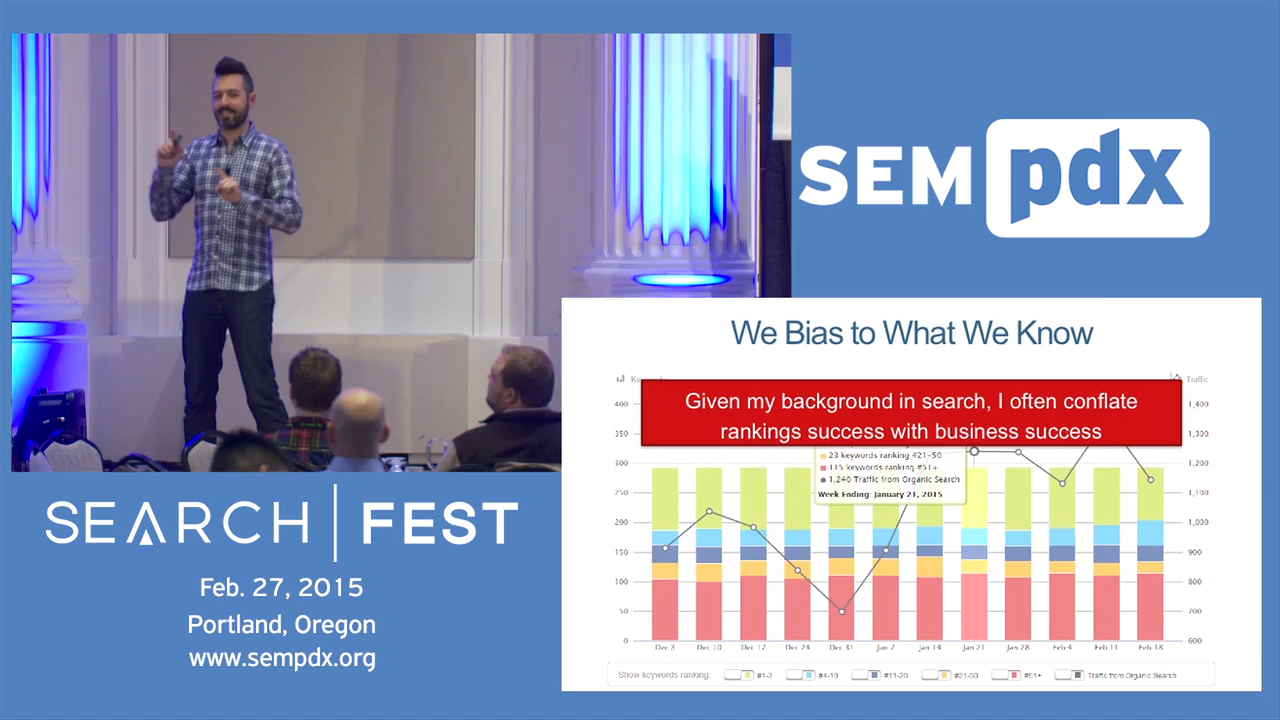 SEM pdx
SEARCH FEST
Feb. 27, 2015
Portland, Oregon
www.sempdx.org
We Bias to What We Know
Traffic
Given my background in search, I often conflate
rankings success with business success
23 keywords ranking #21-50
115 keywords ranking #51+
1,240 Traffic from Organic Search
Week Ending: January 21, 2015
400
350
300
250
200
150
100
50
0
1,400
1,300
1,200
1,100
1,000
900
800
700
600
Dec 3 Dec 10 Dec 17 Dec 24 Dec 31 Jan 7 Jan 14 Jan 21 Jan 28 Feb 4 Feb 11 Feb 18
Show keywords ranking: #1-3 #4-10 #11-20 #21-50 #51+ Traffic from Organic Search